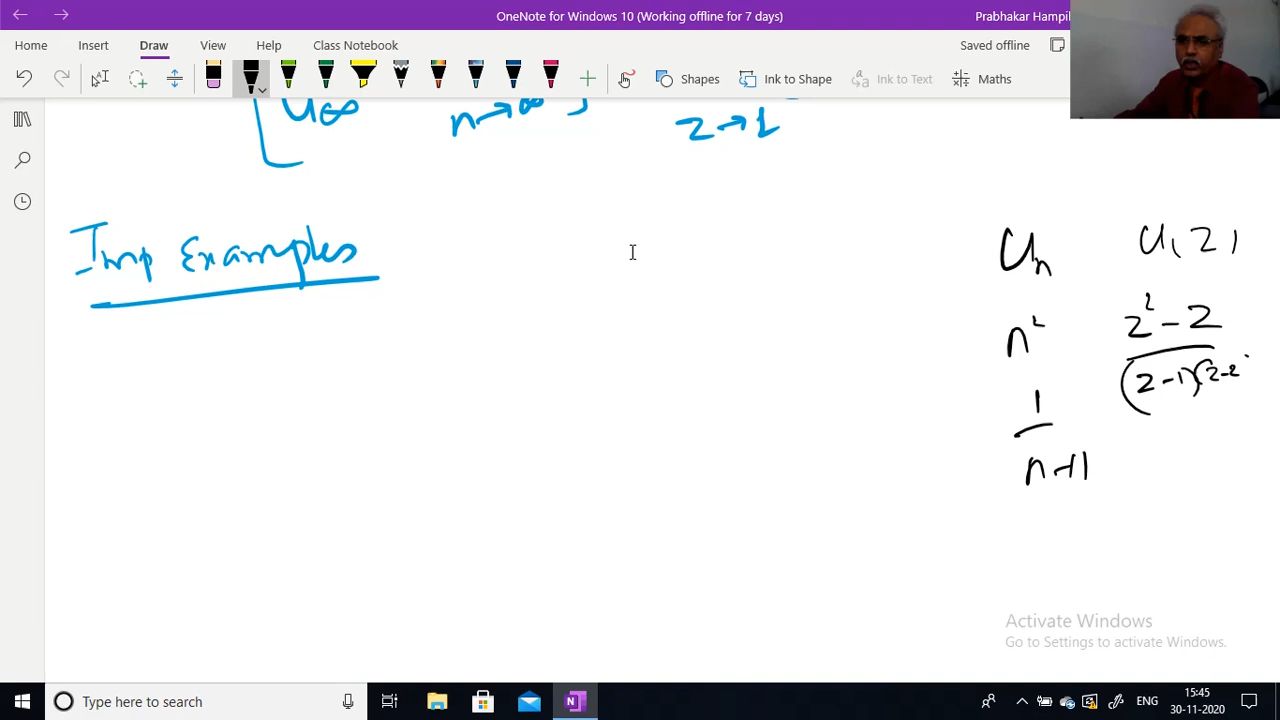 OneNote for Windows 10 (Working offline for 7 days)
Prabhakar Hampil
Home Insert Draw View Help Class Notebook
Saved offline
Shapes Ink to Shape Ink to Text Maths
U∞ n→∞ z→1
Imp Examples
Uₙ U(z)
n² z²-z
(z-1)(z-2
1
n+1
Activate Windows
Go to Settings to activate Windows.
Type here to search
ENG
15:45
30-11-2020